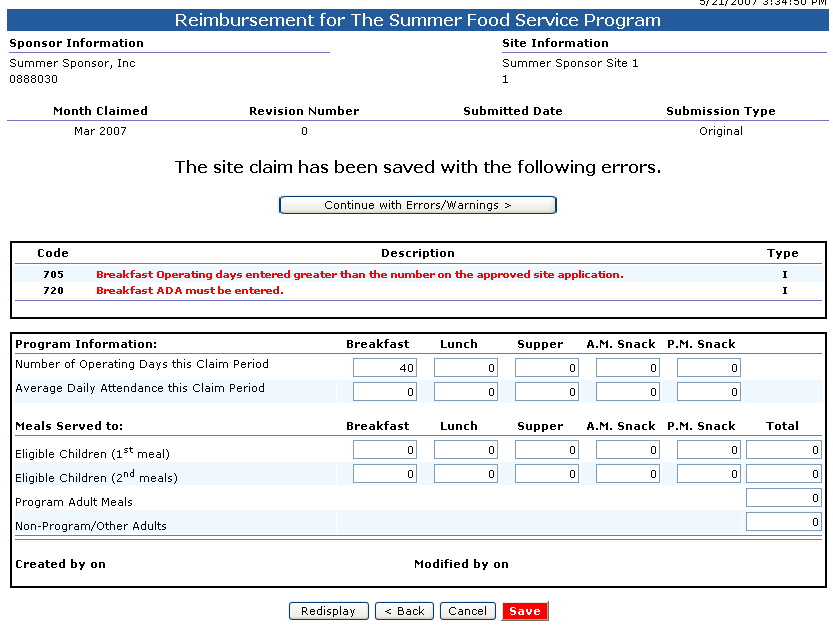 5/21/2007 3:34:50 PM
Reimbursement for The Summer Food Service Program
Sponsor Information Site Information
Summer Sponsor, Inc Summer Sponsor Site 1
0888030 1
Month Claimed Revision Number Submitted Date Submission Type
Mar 2007 0 Original
The site claim has been saved with the following errors.
Continue with Errors/Warnings >
Code Description Type
705 Breakfast Operating days entered greater than the number on the approved site application. I
720 Breakfast ADA must be entered. I
Program Information: Breakfast Lunch Supper A.M. Snack P.M. Snack
Number of Operating Days this Claim Period 40 0 0 0 0
Average Daily Attendance this Claim Period 0 0 0 0 0
Meals Served to: Breakfast Lunch Supper A.M. Snack P.M. Snack Total
Eligible Children (1st meal) 0 0 0 0 0 0
Eligible Children (2nd meals) 0 0 0 0 0 0
Program Adult Meals 0
Non-Program/Other Adults 0
Created by on Modified by on
Redisplay < Back Cancel Save